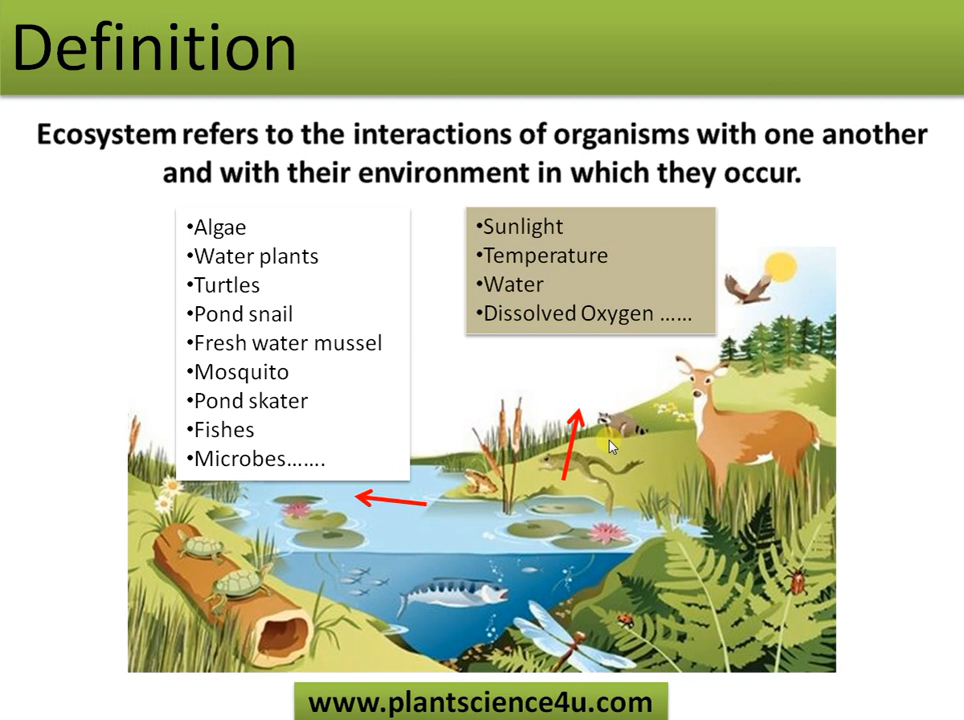 Definition
Ecosystem refers to the interactions of organisms with one another
and with their environment in which they occur.
•Algae
•Water plants
•Turtles
•Pond snail
•Fresh water mussel
•Mosquito
•Pond skater
•Fishes
•Microbes…….
•Sunlight
•Temperature
•Water
•Dissolved Oxygen ……
www.plantscience4u.com